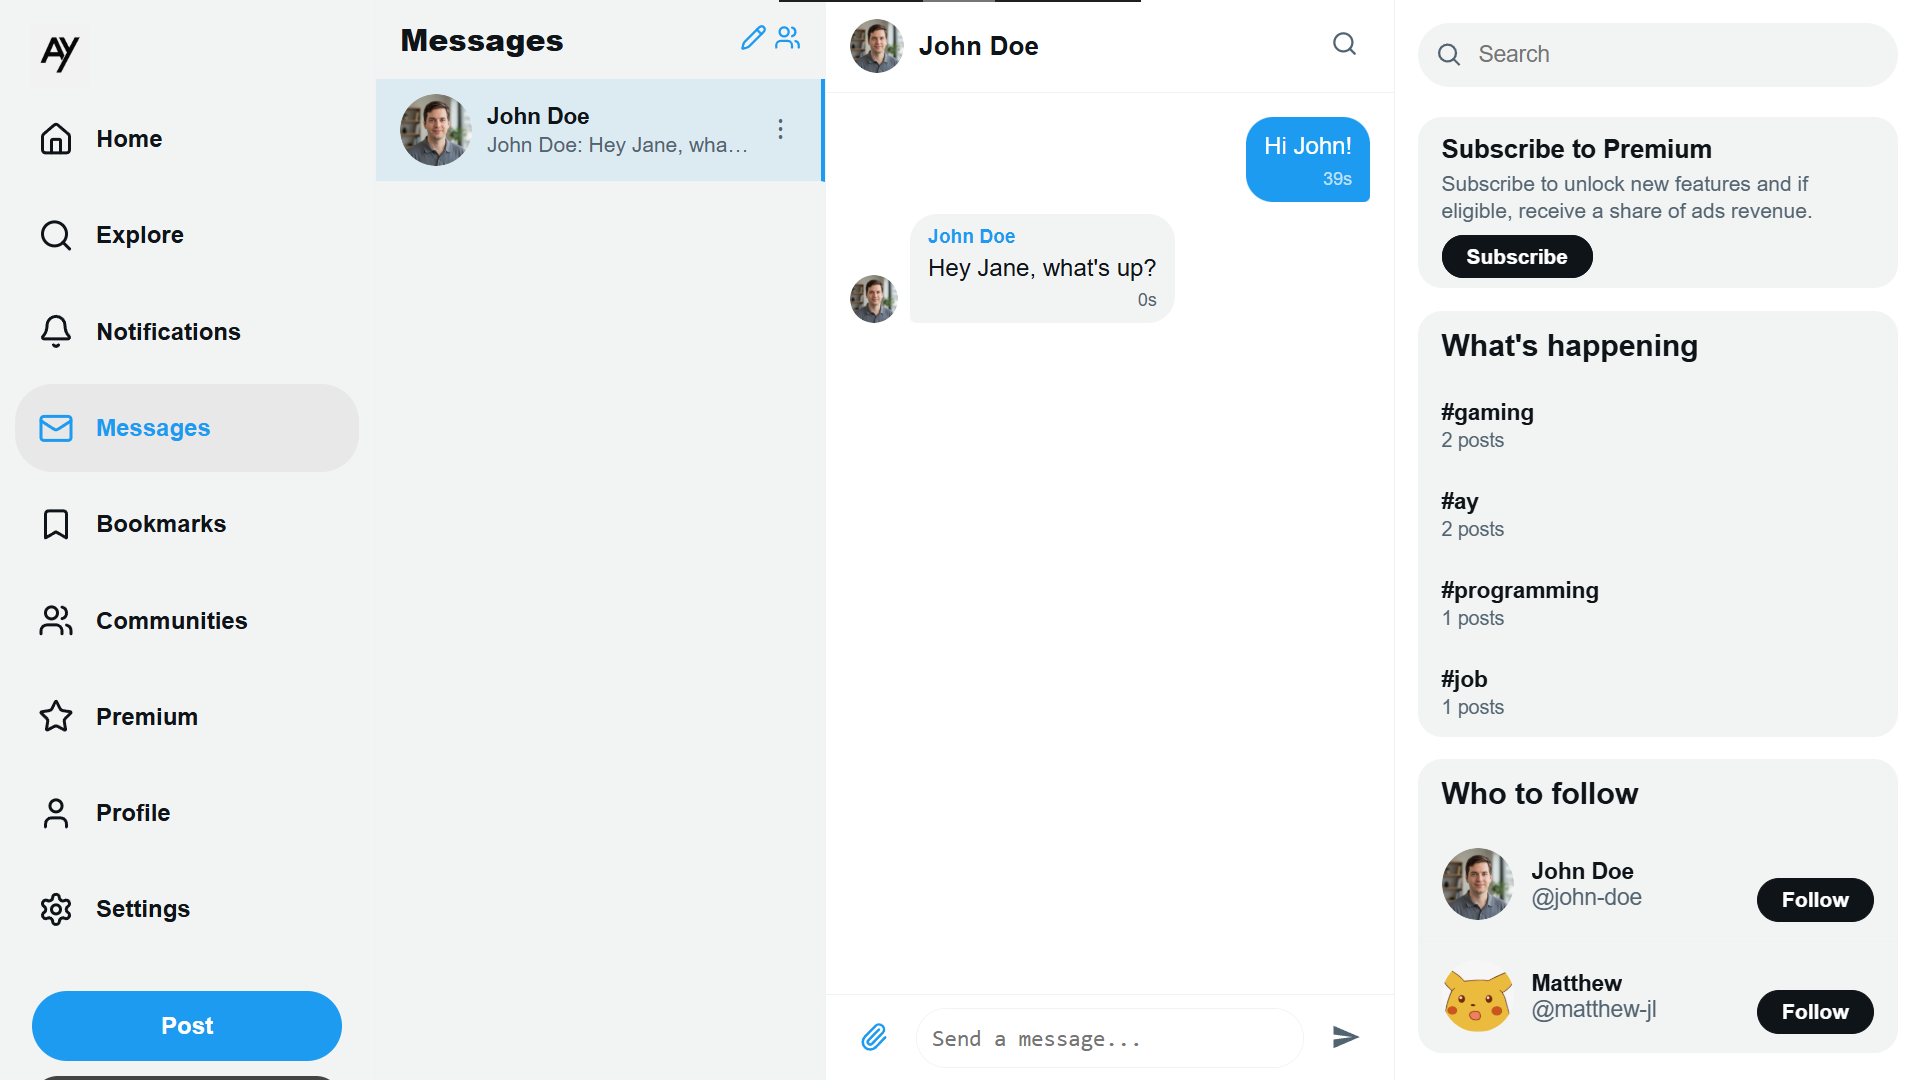 AY
Home
Explore
Notifications
Messages
Bookmarks
Communities
Premium
Profile
Settings
Post
Messages
John Doe
John Doe: Hey Jane, wha...
John Doe
Hi John!
39s
John Doe
Hey Jane, what's up?
0s
Send a message...
Search
Subscribe to Premium
Subscribe to unlock new features and if
eligible, receive a share of ads revenue.
Subscribe
What's happening
#gaming
2 posts
#ay
2 posts
#programming
1 posts
#job
1 posts
Who to follow
John Doe
@john-doe
Follow
Matthew
@matthew-jl
Follow